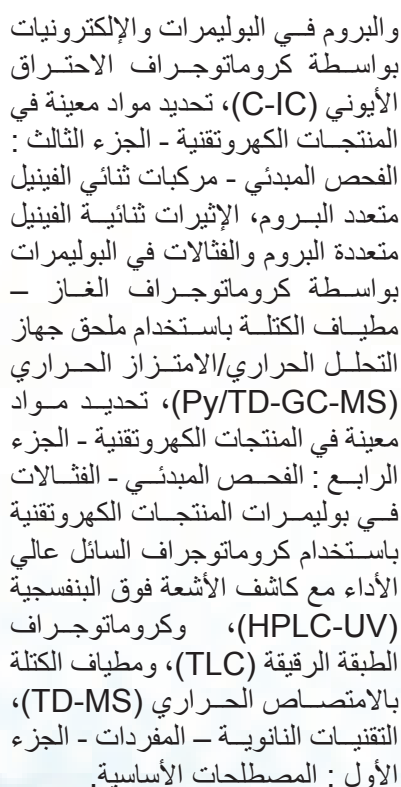 والبروم في البوليمرات والإلكترونيات
بواسطة كروماتوجراف الاحتراق
الأيوني (C-IC)، تحديد مواد معينة في
المنتجات الكهروتقنية - الجزء الثالث :
الفحص المبدئي - مركبات ثنائي الفينيل
متعدد البروم، الإثيرات ثنائية الفينيل
متعددة البروم والفثالات في البوليمرات
بواسطة كروماتوجراف الغاز –
مطياف الكتلة باستخدام ملحق جهاز
التحلل الحراري/الامتزاز الحراري
(Py/TD-GC-MS)، تحديد مواد
معينة في المنتجات الكهروتقنية - الجزء
الرابع : الفحص المبدئي - الفثالات
في بوليمرات المنتجات الكهروتقنية
باستخدام كروماتوجراف السائل عالي
الأداء مع كاشف الأشعة فوق البنفسجية
(HPLC-UV)، وكروماتوجراف
الطبقة الرقيقة (TLC)، ومطياف الكتلة
بالامتصاص الحراري (TD-MS)،
التقنيات النانوية – المفردات - الجزء
الأول : المصطلحات الأساسية.